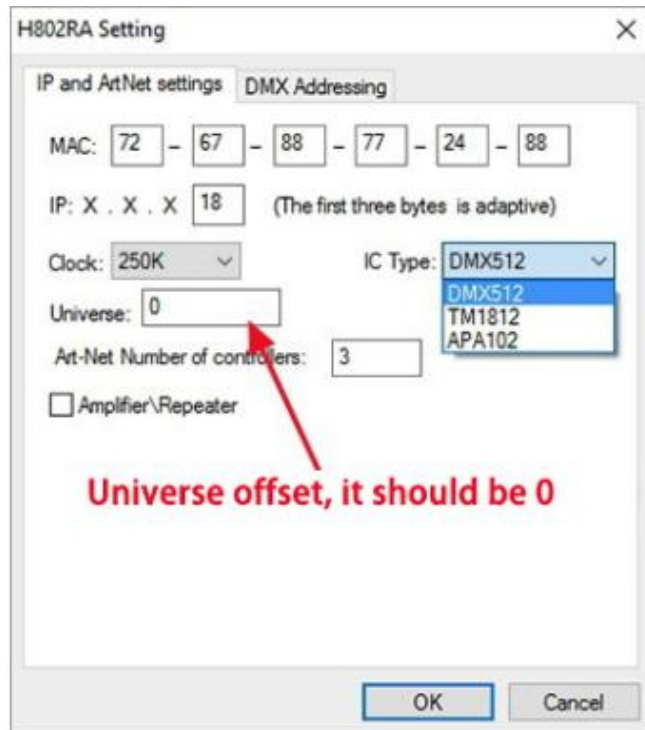 H802RA Setting
IP and ArtNet settings DMX Addressing
MAC: 72 - 67 - 88 - 77 - 24 - 88
IP: X . X . X 18 (The first three bytes is adaptive)
Clock: 250K IC Type: DMX512
DMX512
Universe: 0 TM1812
APA102
Art-Net Number of controllers: 3
Amplifier\Repeater
Universe offset, it should be 0
OK Cancel